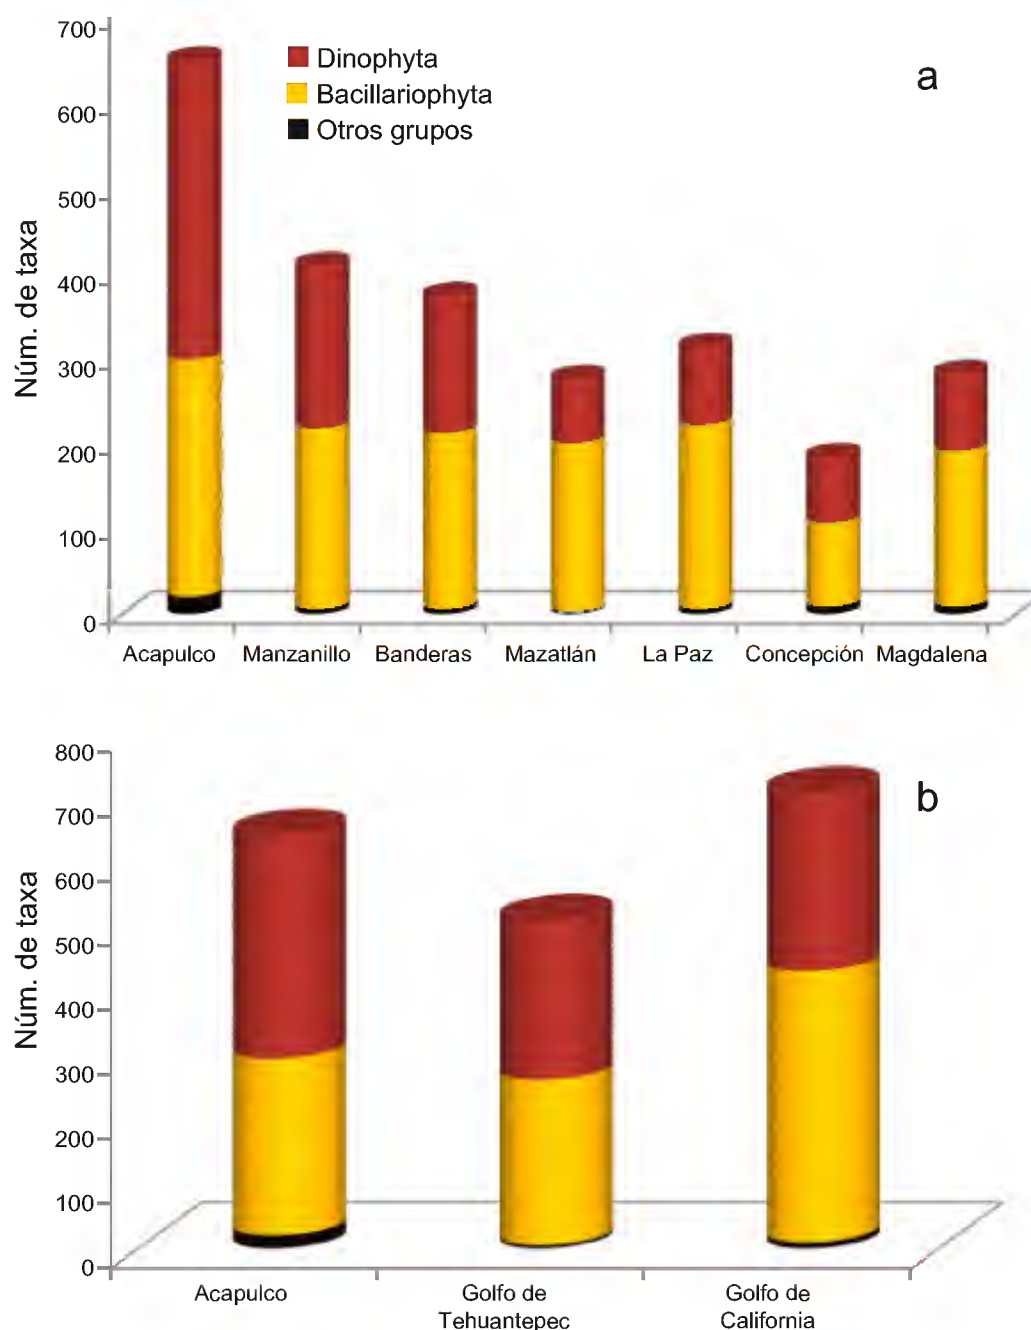 700
600
500
400
300
200
100
0
Núm. de taxa
Dinophyta
Bacillariophyta
Otros grupos
a
Acapulco Manzanillo Banderas Mazatlán La Paz Concepción Magdalena
800
700
600
500
400
300
200
100
0
Núm. de taxa
b
Acapulco Golfo de Golfo de
Tehuantepec California